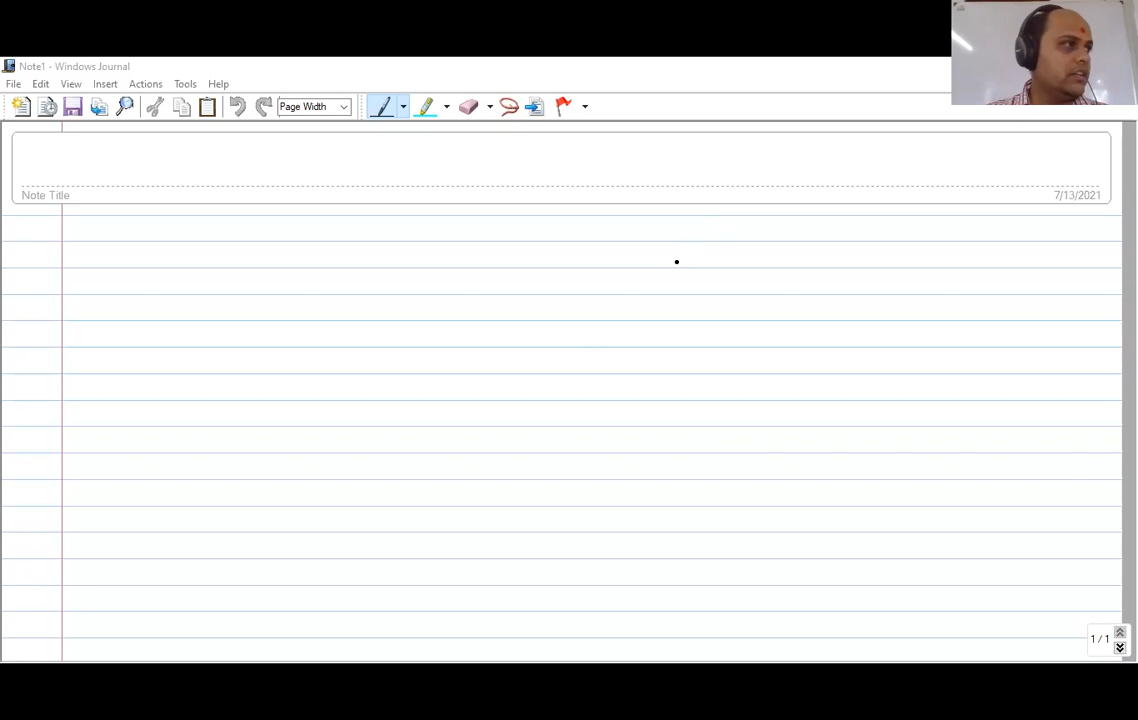 Note1 - Windows Journal
File Edit View Insert Actions Tools Help
Page Width
Note Title 7/13/2021
1 / 1